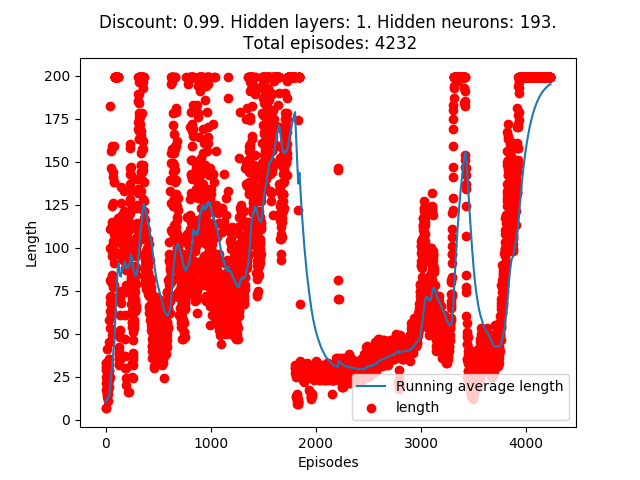 Discount: 0.99. Hidden layers: 1. Hidden neurons: 193.
Total episodes: 4232
200
175
150
125
100
75
50
25
0
Length
0
1000
2000
3000
4000
Episodes
Running average length
length